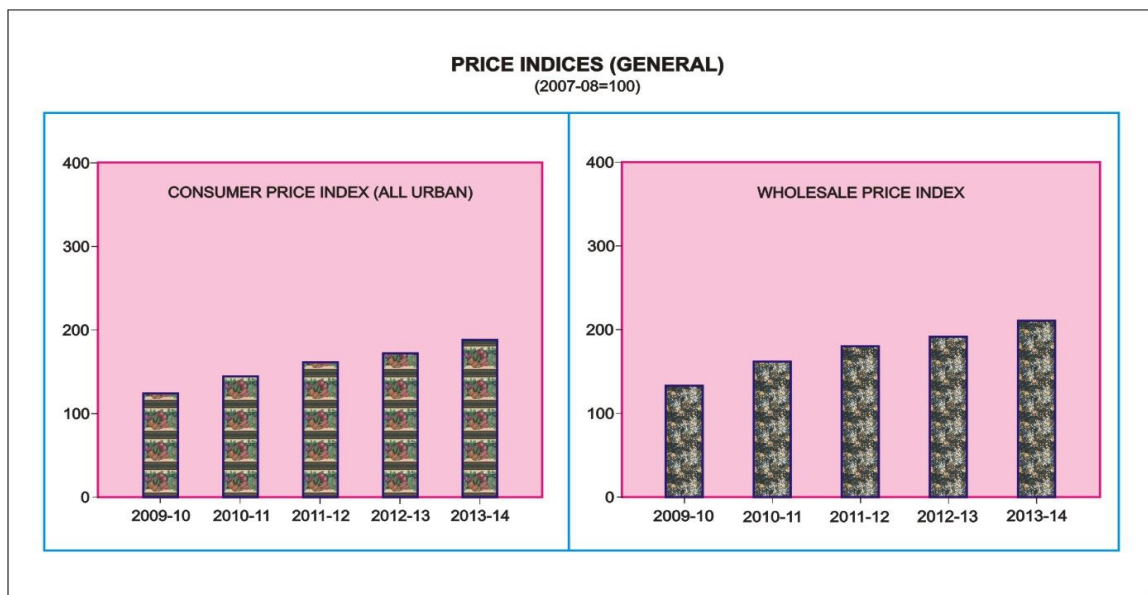 PRICE INDICES (GENERAL)
(2007-08=100)
CONSUMER PRICE INDEX (ALL URBAN)
400
300
200
100
0
2009-10 2010-11 2011-12 2012-13 2013-14
WHOLESALE PRICE INDEX
400
300
200
100
0
2009-10 2010-11 2011-12 2012-13 2013-14